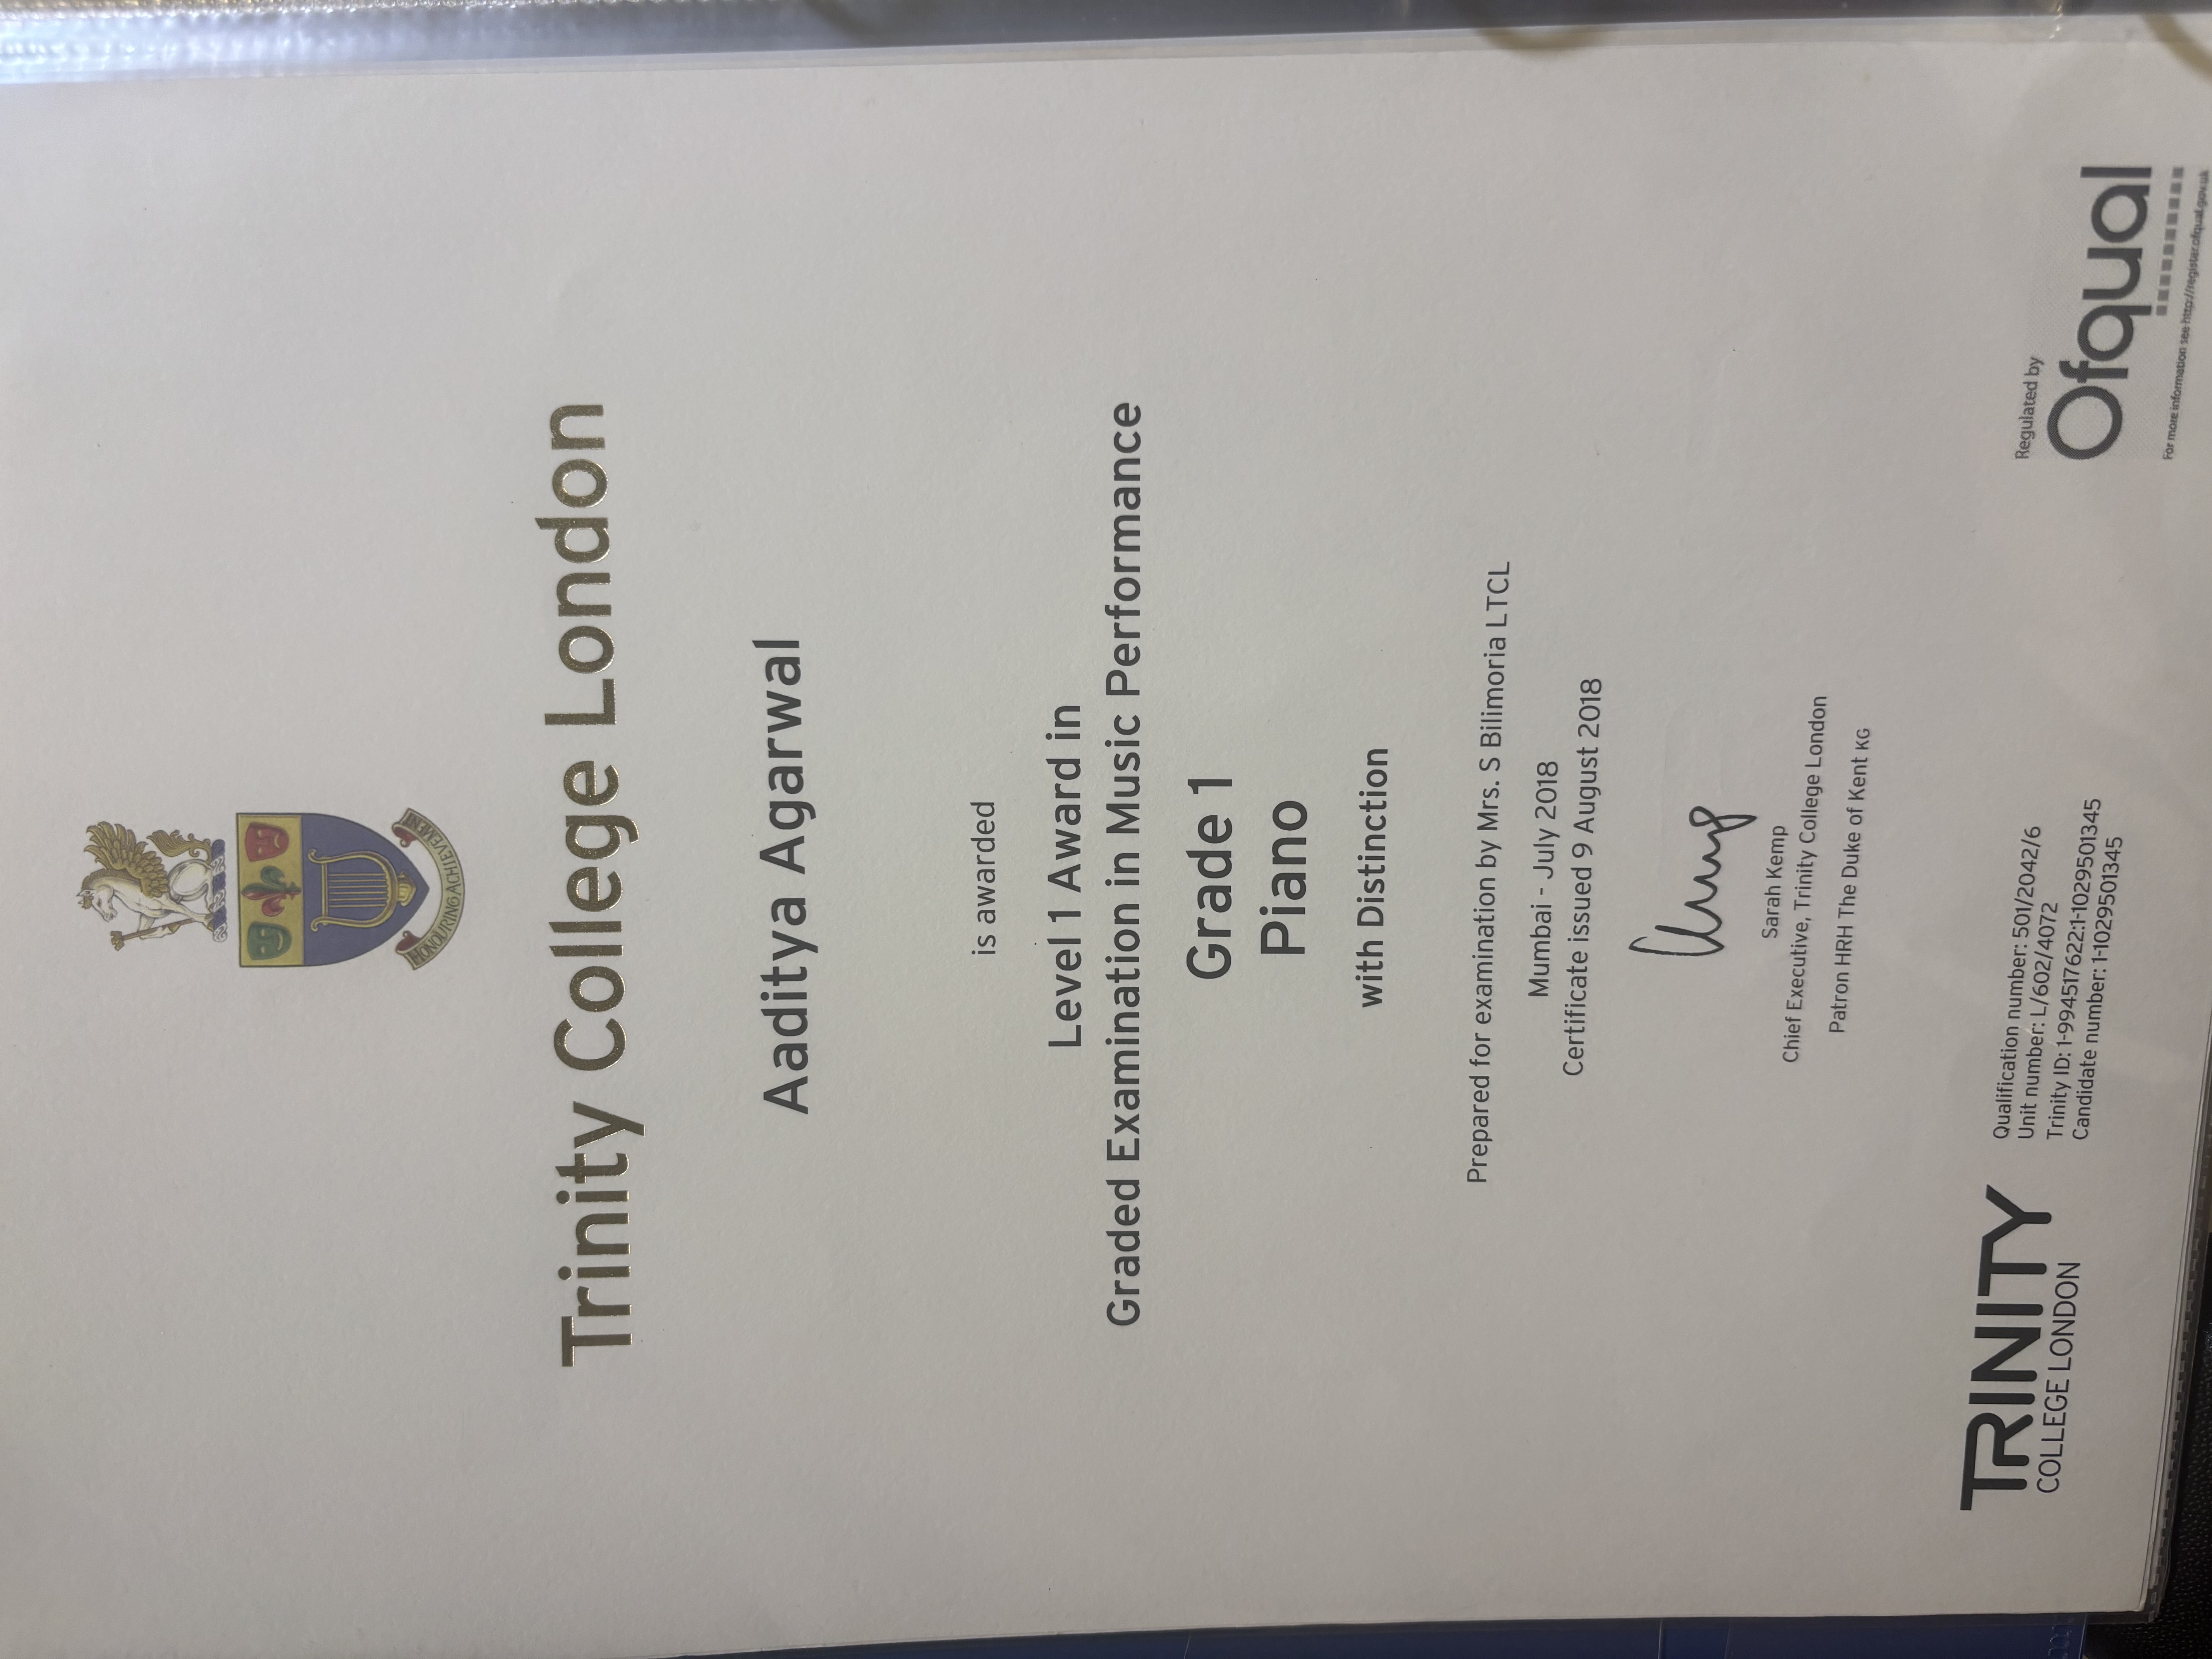 HONOURING ACHIEVEMENT
Trinity College London
Aaditya Agarwal
is awarded
Level 1 Award in
Graded Examination in Music Performance
Grade 1
Piano
with Distinction
Prepared for examination by Mrs. S Bilimoria LTCL
Mumbai - July 2018
Certificate issued 9 August 2018
Sarah Kemp
Chief Executive, Trinity College London
Patron HRH The Duke of Kent KG
TRINITY
COLLEGE LONDON
Qualification number: 501/2042/6
Unit number: L/602/4072
Trinity ID: 1-994517622:1-1029501345
Candidate number: 1-1029501345
Regulated by
Ofqual
For more information see http://register.ofqual.gov.uk